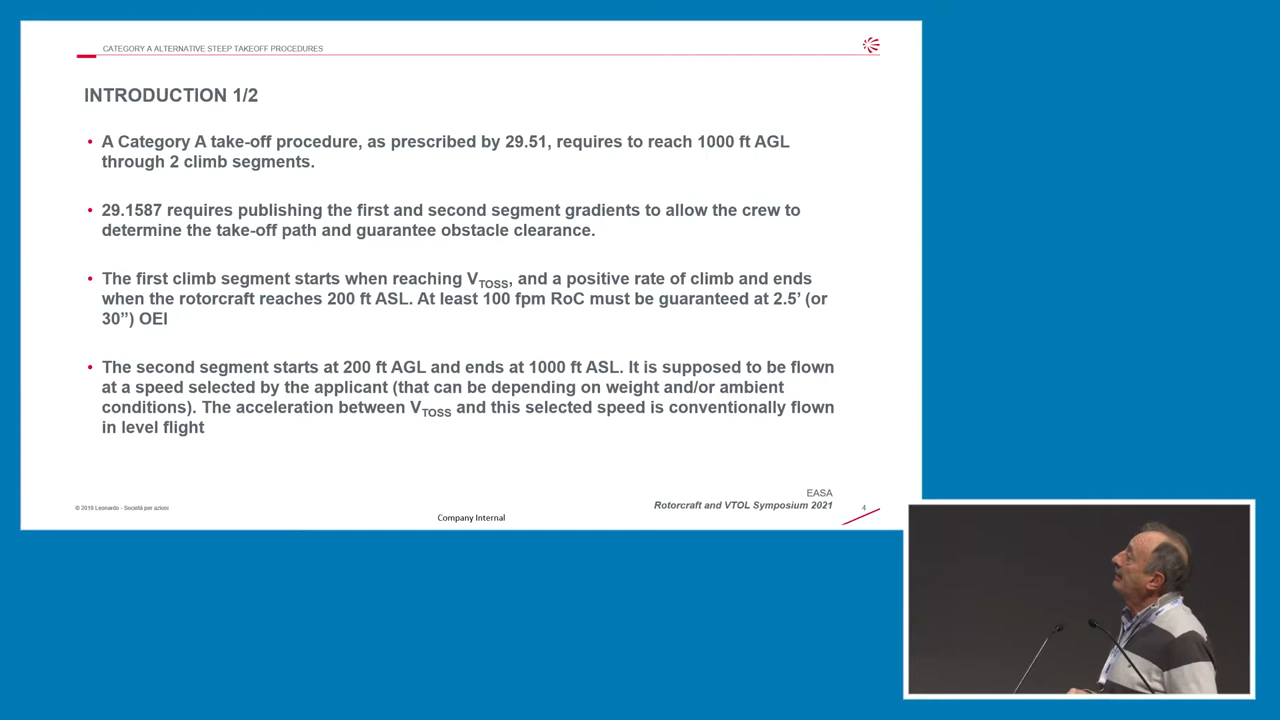 CATEGORY A ALTERNATIVE STEEP TAKEOFF PROCEDURES
INTRODUCTION 1/2
• A Category A take-off procedure, as prescribed by 29.51, requires to reach 1000 ft AGL
through 2 climb segments.
• 29.1587 requires publishing the first and second segment gradients to allow the crew to
determine the take-off path and guarantee obstacle clearance.
• The first climb segment starts when reaching VTOSS, and a positive rate of climb and ends
when the rotorcraft reaches 200 ft ASL. At least 100 fpm RoC must be guaranteed at 2.5’ (or
30”) OEI
• The second segment starts at 200 ft AGL and ends at 1000 ft ASL. It is supposed to be flown
at a speed selected by the applicant (that can be depending on weight and/or ambient
conditions). The acceleration between VTOSS and this selected speed is conventionally flown
in level flight
EASA
Rotorcraft and VTOL Symposium 2021
© 2019 Leonardo - Società per azioni
4
Company Internal